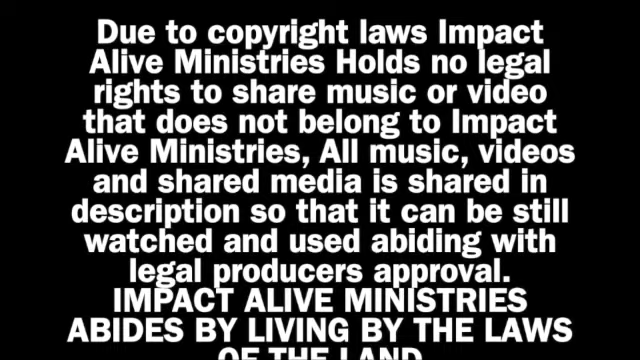 Due to copyright laws Impact
Alive Ministries Holds no legal
rights to share music or video
that does not belong to Impact
Alive Ministries, All music, videos
and shared media is shared in
description so that it can be still
watched and used abiding with
legal producers approval.
IMPACT ALIVE MINISTRIES
ABIDES BY LIVING BY THE LAWS
OF THE LAND